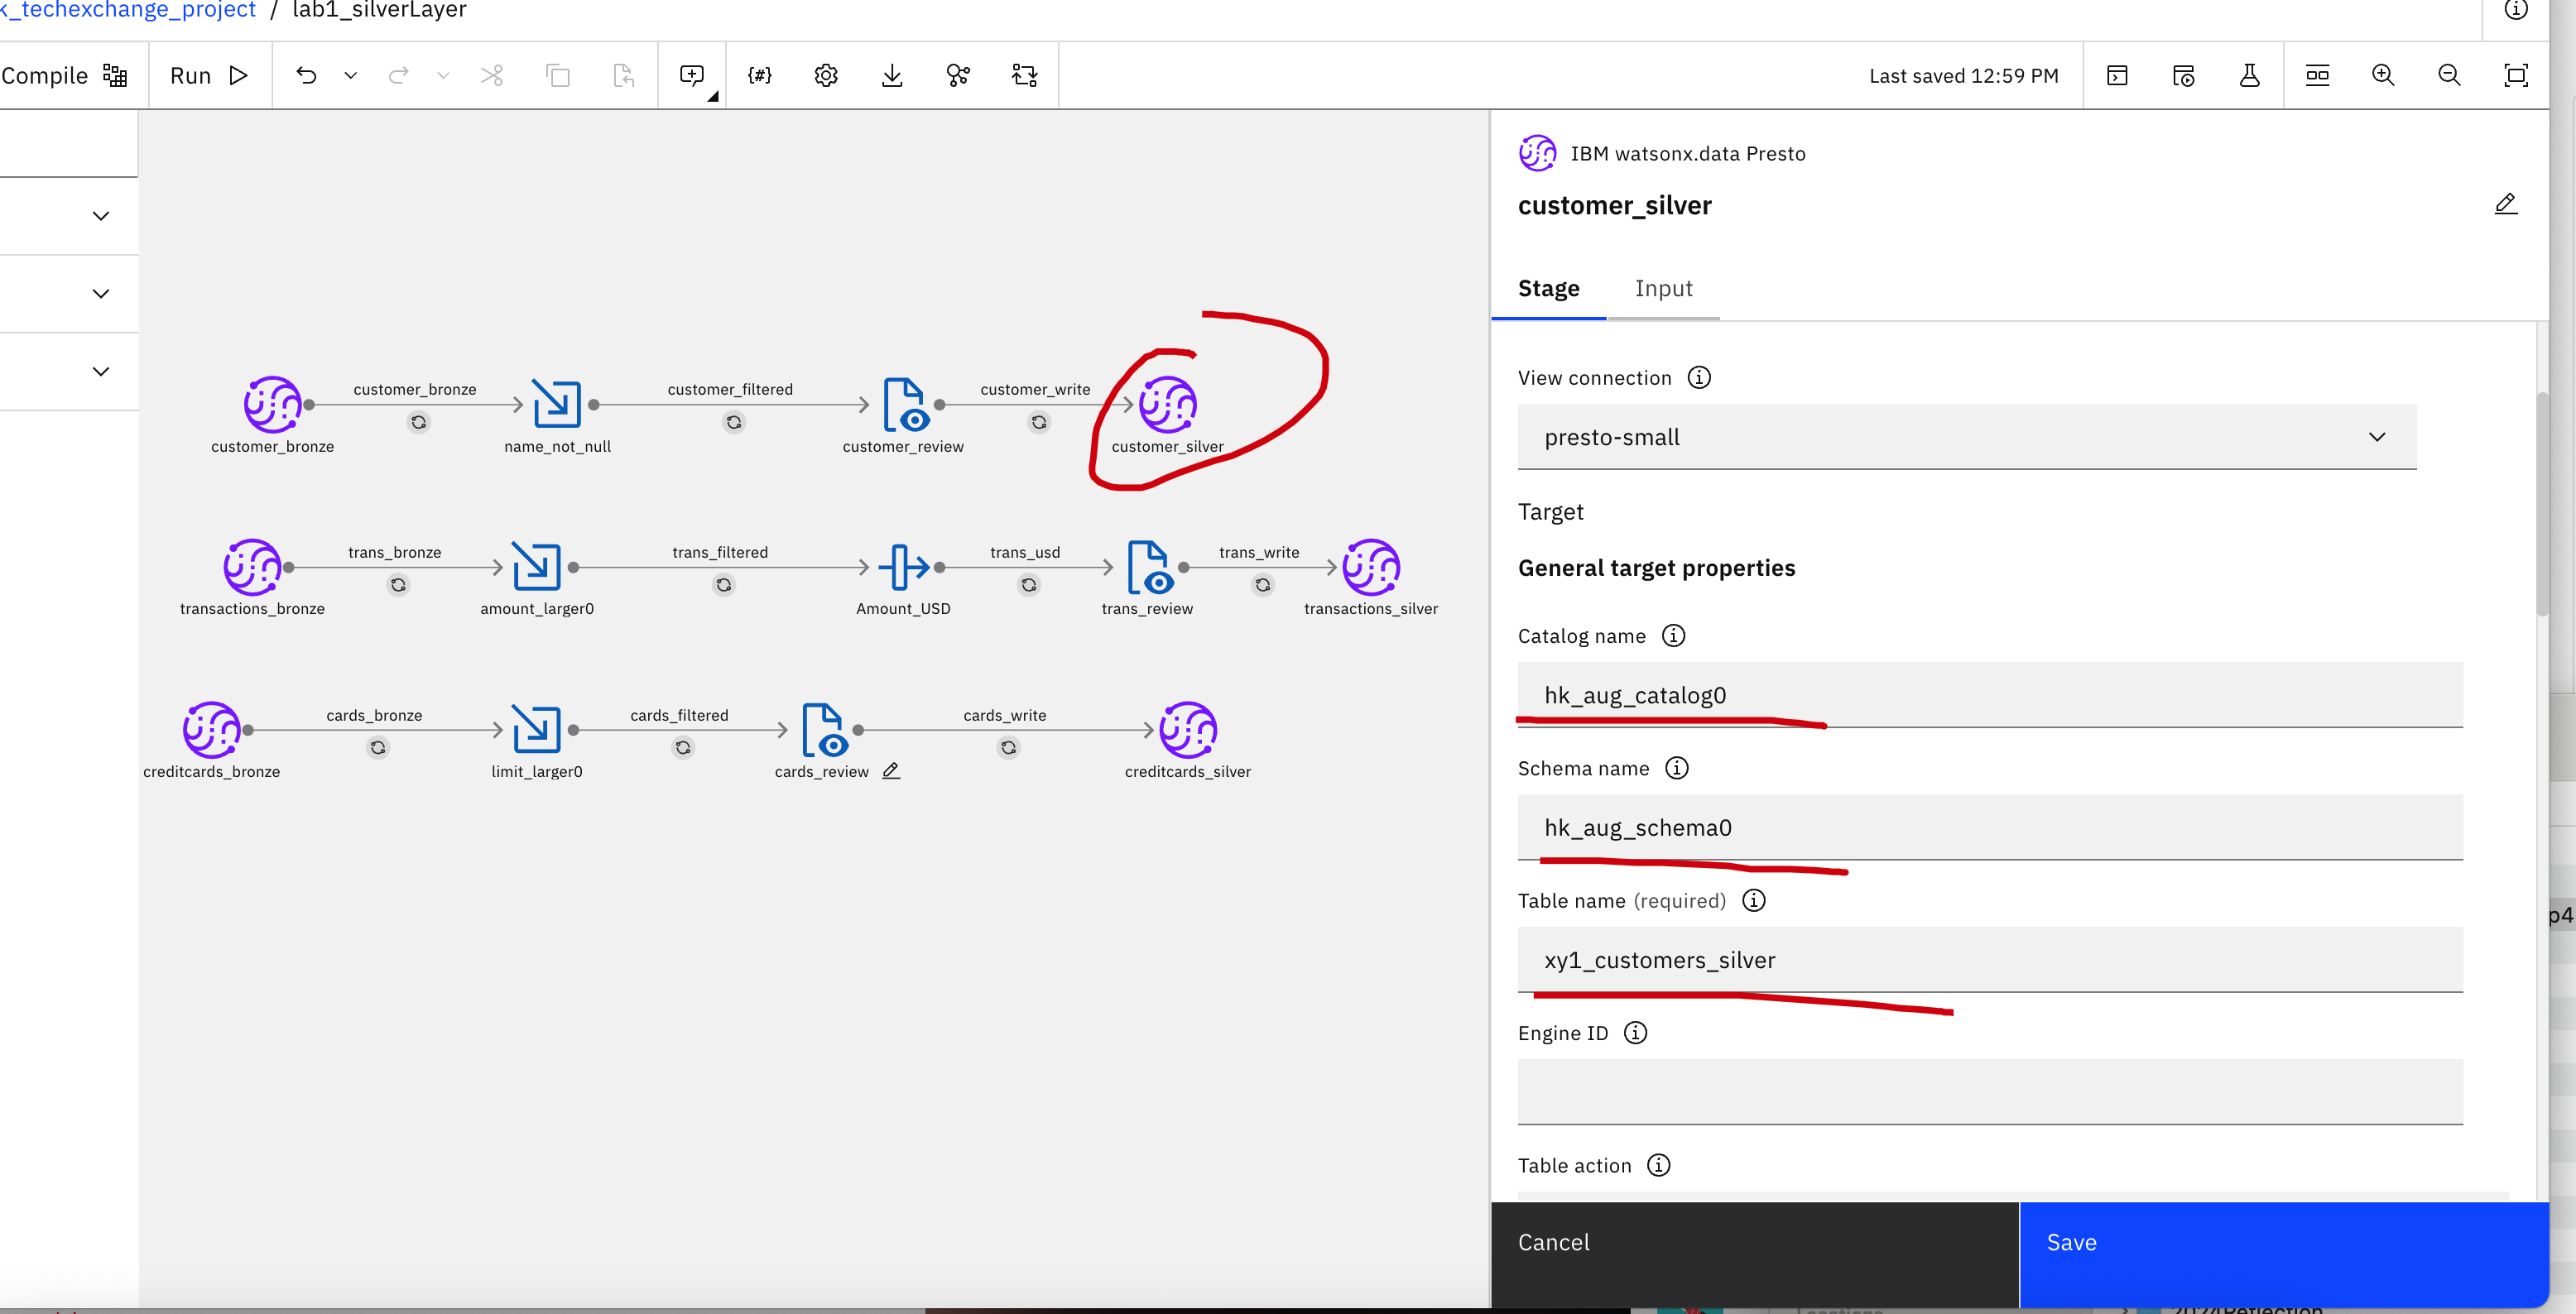 k_techexchange_project / lab1_silverLayer
Compile Run {#} Last saved 12:59 PM
IBM watsonx.data Presto
customer_silver
Stage Input
View connection
presto-small
Target
General target properties
Catalog name
hk_aug_catalog0
Schema name
hk_aug_schema0
Table name (required)
xy1_customers_silver
Engine ID
Table action
Cancel Save
customer_bronze customer_filtered customer_write
customer_bronze name_not_null customer_review customer_silver
trans_bronze trans_filtered trans_usd trans_write
transactions_bronze amount_larger0 Amount_USD trans_review transactions_silver
cards_bronze cards_filtered cards_write
creditcards_bronze limit_larger0 cards_review creditcards_silver
p4